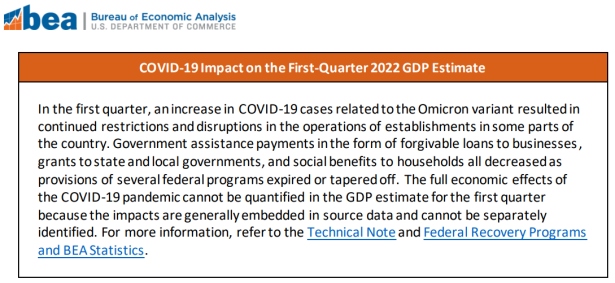 bea Bureau of Economic Analysis
U.S. DEPARTMENT OF COMMERCE
COVID-19 Impact on the First-Quarter 2022 GDP Estimate
In the first quarter, an increase in COVID-19 cases related to the Omicron variant resulted in
continued restrictions and disruptions in the operations of establishments in some parts of
the country. Government assistance payments in the form of forgivable loans to businesses,
grants to state and local governments, and social benefits to households all decreased as
provisions of several federal programs expired or tapered off. The full economic effects of
the COVID-19 pandemic cannot be quantified in the GDP estimate for the first quarter
because the impacts are generally embedded in source data and cannot be separately
identified. For more information, refer to the Technical Note and Federal Recovery Programs
and BEA Statistics.